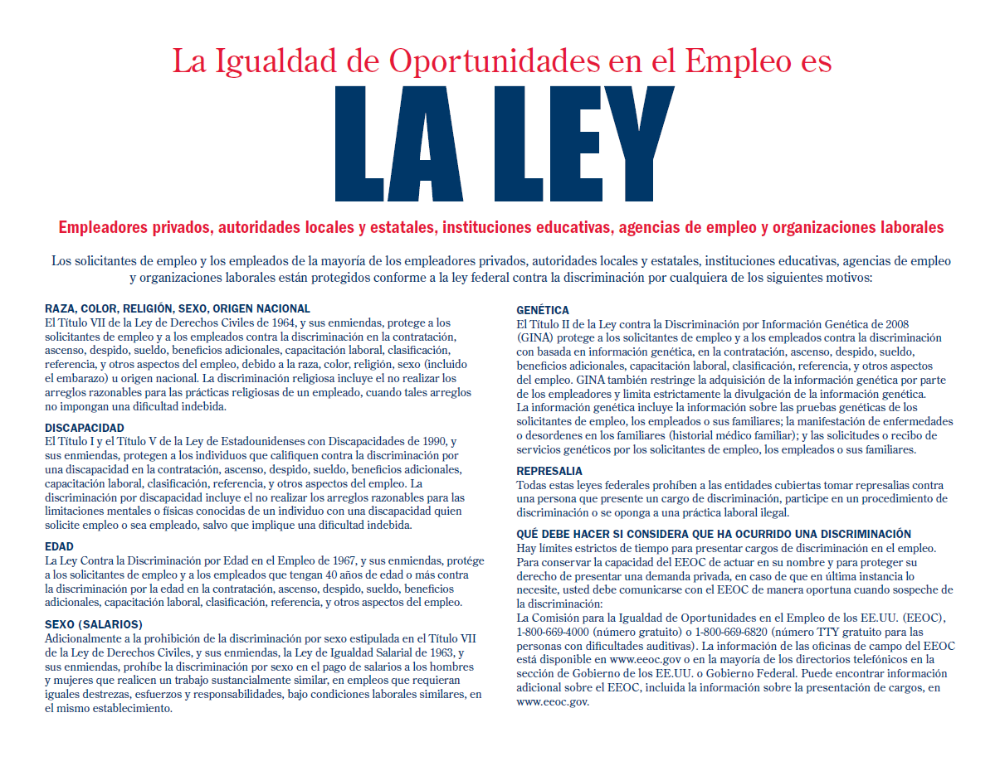 La Igualdad de Oportunidades en el Empleo es
LA LEY
Empleadores privados, autoridades locales y estatales, instituciones educativas, agencias de empleo y organizaciones laborales
Los solicitantes de empleo y los empleados de la mayoría de los empleadores privados, autoridades locales y estatales, instituciones educativas, agencias de empleo
y organizaciones laborales están protegidos conforme a la ley federal contra la discriminación por cualquiera de los siguientes motivos:
RAZA, COLOR, RELIGIÓN, SEXO, ORIGEN NACIONAL
El Título VII de la Ley de Derechos Civiles de 1964, y sus enmiendas, protege a los
solicitantes de empleo y a los empleados contra la discriminación en la contratación,
ascenso, despido, sueldo, beneficios adicionales, capacitación laboral, clasificación,
referencia, y otros aspectos del empleo, debido a la raza, color, religión, sexo (incluido
el embarazo) u origen nacional. La discriminación religiosa incluye el no realizar los
arreglos razonables para las prácticas religiosas de un empleado, cuando tales arreglos
no impongan una dificultad indebida.
DISCAPACIDAD
El Título I y el Título V de la Ley de Estadounidenses con Discapacidades de 1990, y
sus enmiendas, protegen a los individuos que califiquen contra la discriminación por
una discapacidad en la contratación, ascenso, despido, sueldo, beneficios adicionales,
capacitación laboral, clasificación, referencia, y otros aspectos del empleo. La
discriminación por discapacidad incluye el no realizar los arreglos razonables para las
limitaciones mentales o físicas conocidas de un individuo con una discapacidad quien
solicite empleo o sea empleado, salvo que implique una dificultad indebida.
EDAD
La Ley Contra la Discriminación por Edad en el Empleo de 1967, y sus enmiendas, protége
a los solicitantes de empleo y a los empleados que tengan 40 años de edad o más contra
la discriminación por la edad en la contratación, ascenso, despido, sueldo, beneficios
adicionales, capacitación laboral, clasificación, referencia, y otros aspectos del empleo.
SEXO (SALARIOS)
Adicionalmente a la prohibición de la discriminación por sexo estipulada en el Título VII
de la Ley de Derechos Civiles, y sus enmiendas, la Ley de Igualdad Salarial de 1963, y
sus enmiendas, prohíbe la discriminación por sexo en el pago de salarios a los hombres
y mujeres que realicen un trabajo sustancialmente similar, en empleos que requieran
iguales destrezas, esfuerzos y responsabilidades, bajo condiciones laborales similares, en
el mismo establecimiento.
GENÉTICA
El Título II de la Ley contra la Discriminación por Información Genética de 2008
(GINA) protege a los solicitantes de empleo y a los empleados contra la discriminación
con basada en información genética, en la contratación, ascenso, despido, sueldo,
beneficios adicionales, capacitación laboral, clasificación, referencia, y otros aspectos
del empleo. GINA también restringe la adquisición de la información genética por parte
de los empleadores y limita estrictamente la divulgación de la información genética.
La información genética incluye la información sobre las pruebas genéticas de los
solicitantes de empleo, los empleados o sus familiares; la manifestación de enfermedades
o desordenes en los familiares (historial médico familiar); y las solicitudes o recibo de
servicios genéticos por los solicitantes de empleo, los empleados o sus familiares.
REPRESALIA
Todas estas leyes federales prohíben a las entidades cubiertas tomar represalias contra
una persona que presente un cargo de discriminación, participe en un procedimiento de
discriminación o se oponga a una práctica laboral ilegal.
QUÉ DEBE HACER SI CONSIDERA QUE HA OCURRIDO UNA DISCRIMINACIÓN
Hay límites estrictos de tiempo para presentar cargos de discriminación en el empleo.
Para conservar la capacidad del EEOC de actuar en su nombre y para proteger su
derecho de presentar una demanda privada, en caso de que en última instancia lo
necesite, usted debe comunicarse con el EEOC de manera oportuna cuando sospeche de
la discriminación:
La Comisión para la Igualdad de Oportunidades en el Empleo de los EE.UU. (EEOC),
1-800-669-4000 (número gratuito) o 1-800-669-6820 (número TTY gratuito para las
personas con dificultades auditivas). La información de las oficinas de campo del EEOC
está disponible en www.eeoc.gov o en la mayoría de los directorios telefónicos en la
sección de Gobierno de los EE.UU. o Gobierno Federal. Puede encontrar información
adicional sobre el EEOC, incluida la información sobre la presentación de cargos, en
www.eeoc.gov.